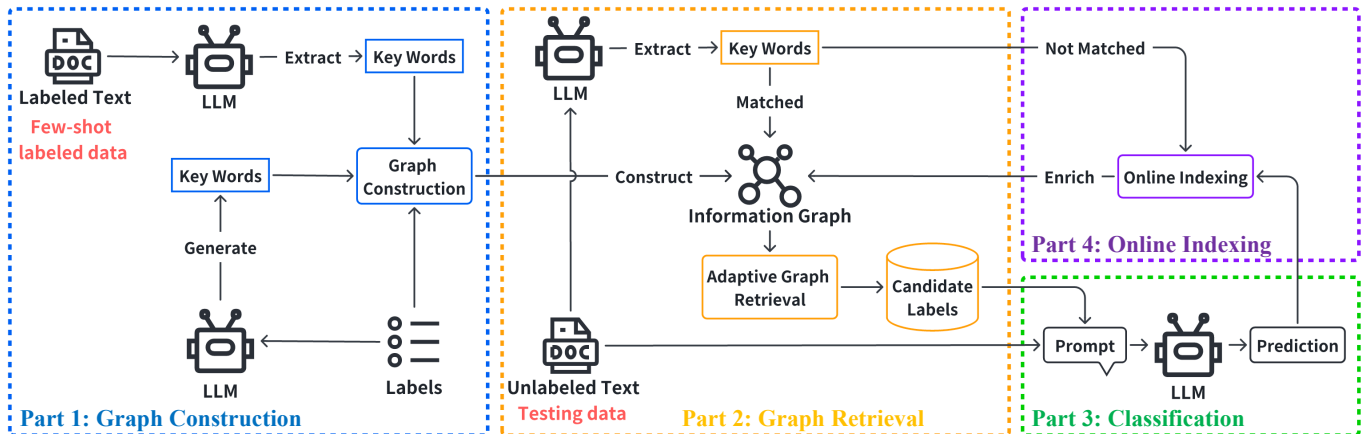 DOC
Labeled Text
Few-shot
labeled data
LLM
Extract
Key Words
Key Words
Graph
Construction
Generate
LLM
Labels
Part 1: Graph Construction
LLM
Extract
Key Words
Matched
Construct
Information Graph
Adaptive Graph
Retrieval
Candidate
Labels
DOC
Unlabeled Text
Testing data
Part 2: Graph Retrieval
Not Matched
Enrich
Online Indexing
Part 4: Online Indexing
Prompt
LLM
Prediction
Part 3: Classification